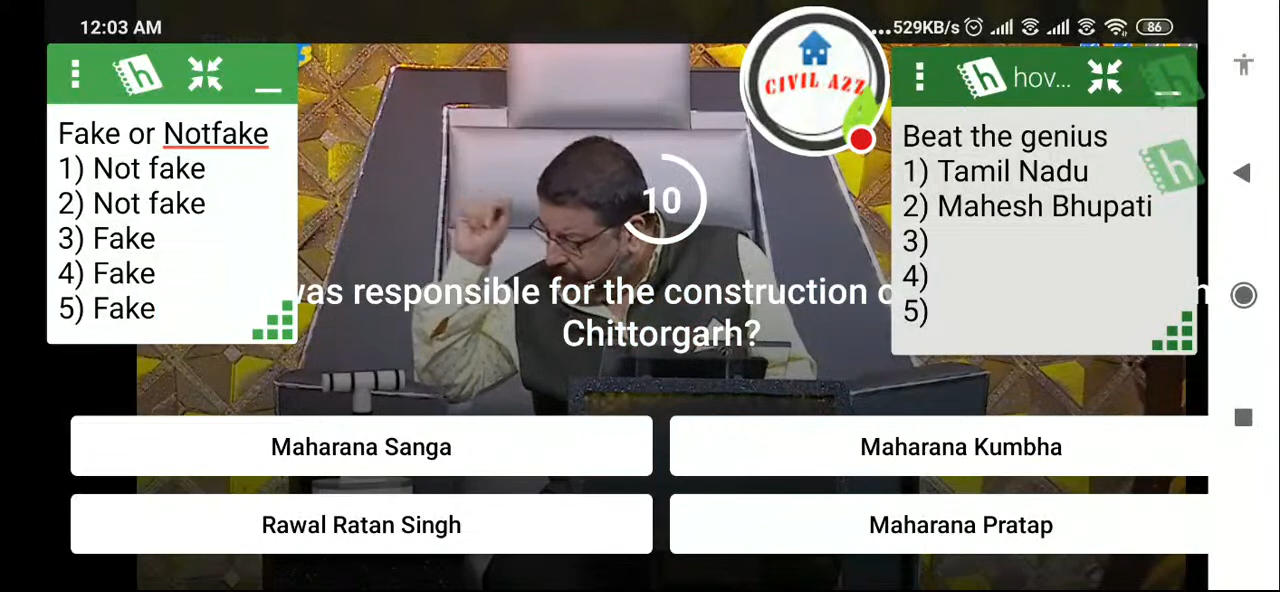 12:03 AM
...529KB/s
86
CIVIL AZZ
hov...
Fake or Notfake
1) Not fake
2) Not fake
3) Fake
4) Fake
5) Fake
Beat the genius
1) Tamil Nadu
2) Mahesh Bhupati
3)
4)
5)
10
was responsible for the construction
Chittorgarh?
Maharana Sanga
Maharana Kumbha
Rawal Ratan Singh
Maharana Pratap